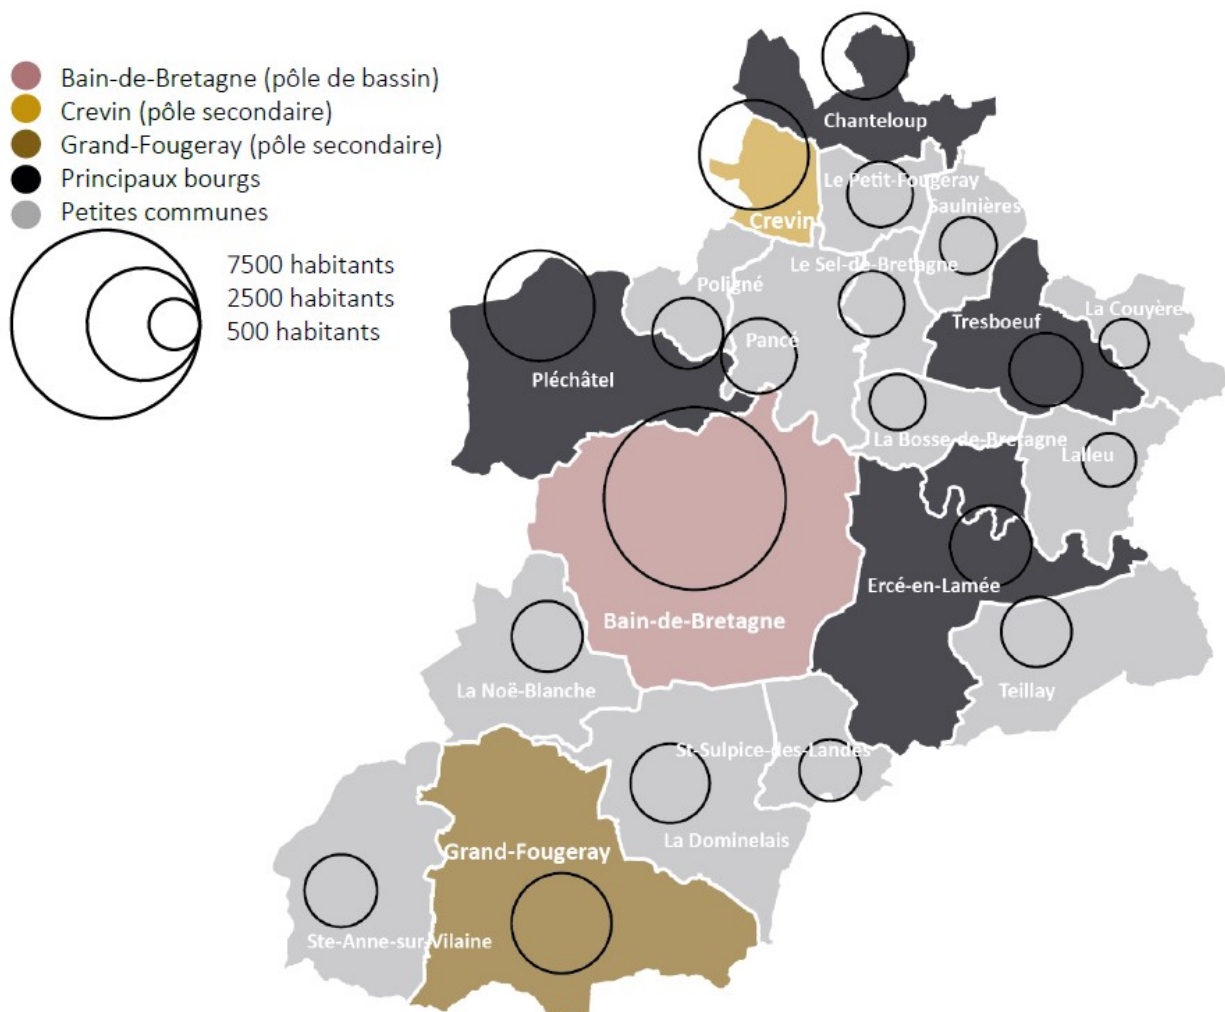 Bain-de-Bretagne (pôle de bassin)
Crevin (pôle secondaire)
Grand-Fougeray (pôle secondaire)
Principaux bourgs
Petites communes
7500 habitants
2500 habitants
500 habitants
Chanteloup
Le Petit-Fougeray
Saulnières
Crevin
Le Sel-de-Bretagne
Poligné
La Couyère
Tresboeuf
Pancé
Pléchâtel
La Bosse-de-Bretagne
Lalleu
Ercé-en-Lamée
Bain-de-Bretagne
La Noë-Blanche
Teillay
St-Sulpice-des-Landes
La Dominelais
Grand-Fougeray
Ste-Anne-sur-Vilaine